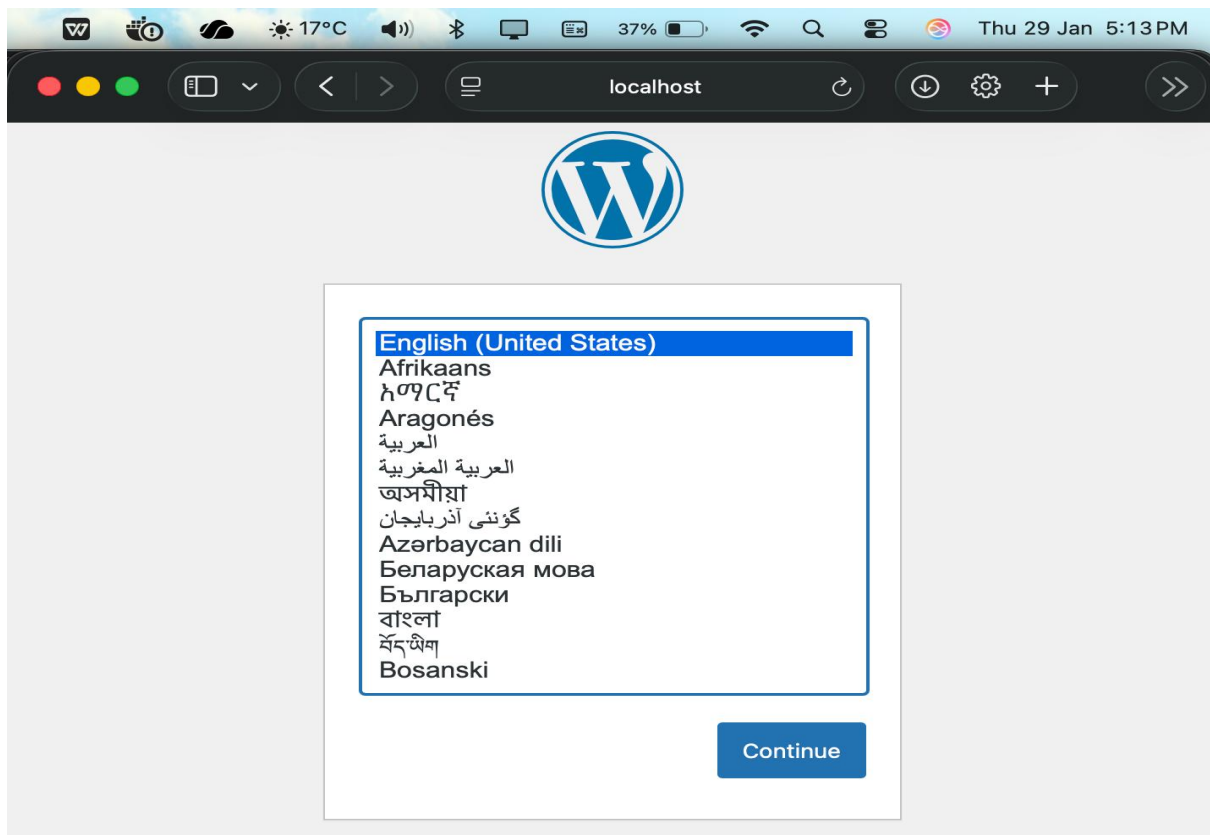 17°C 37% Thu 29 Jan 5:13 PM
localhost
English (United States)
Afrikaans
አማርኛ
Aragonés
العربية
العربية المغربية
অসমীয়া
گؤنئی آذربایجان
Azərbaycan dili
Беларуская мова
Български
বাংলা
བོད་ཡིག
Bosanski
Continue